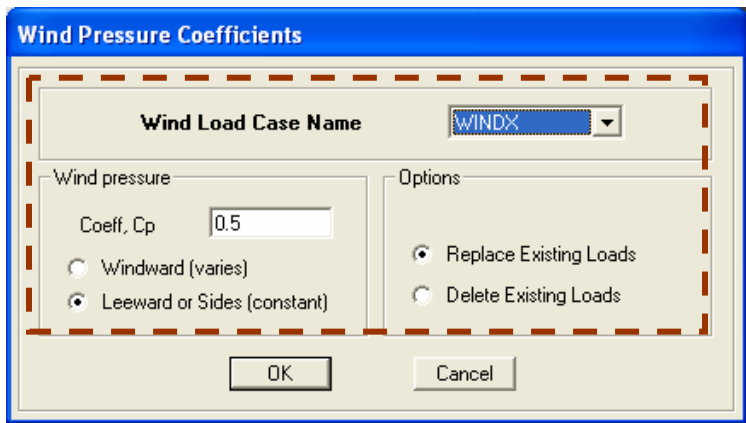 Wind Pressure Coefficients
Wind Load Case Name
WINDX
Wind pressure
Coeff, Cp
0.5
Windward (varies)
Leeward or Sides (constant)
Options
Replace Existing Loads
Delete Existing Loads
OK
Cancel